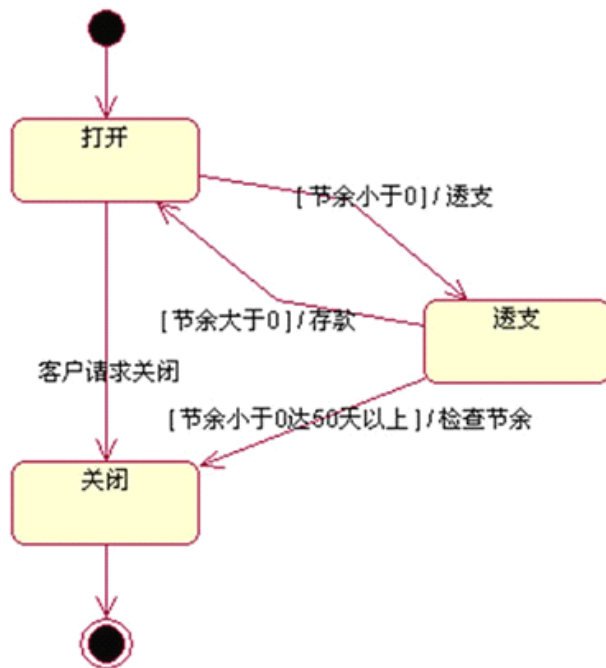 打开
[ 节余小于0 ] / 透支
[ 节余大于0 ] / 存款
透支
客户请求关闭
[ 节余小于0达50天以上 ] / 检查节余
关闭